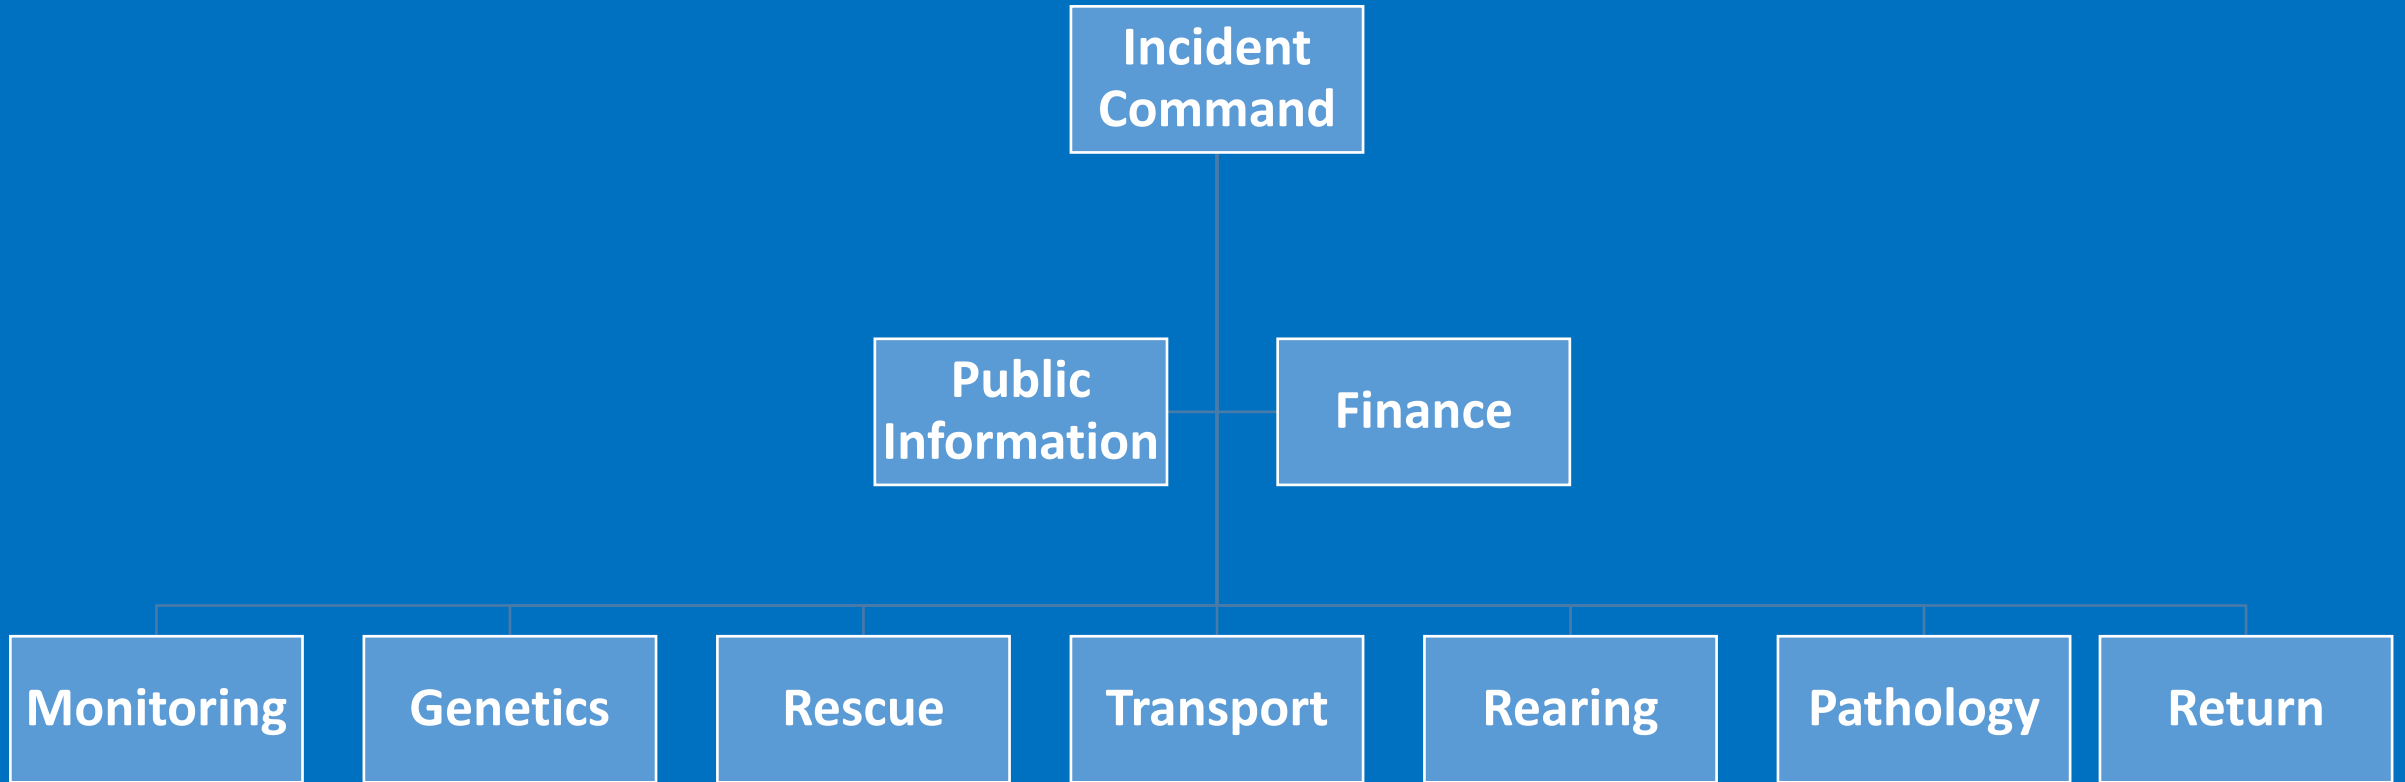 Incident
Command
Public
Information
Finance
Monitoring
Genetics
Rescue
Transport
Rearing
Pathology
Return